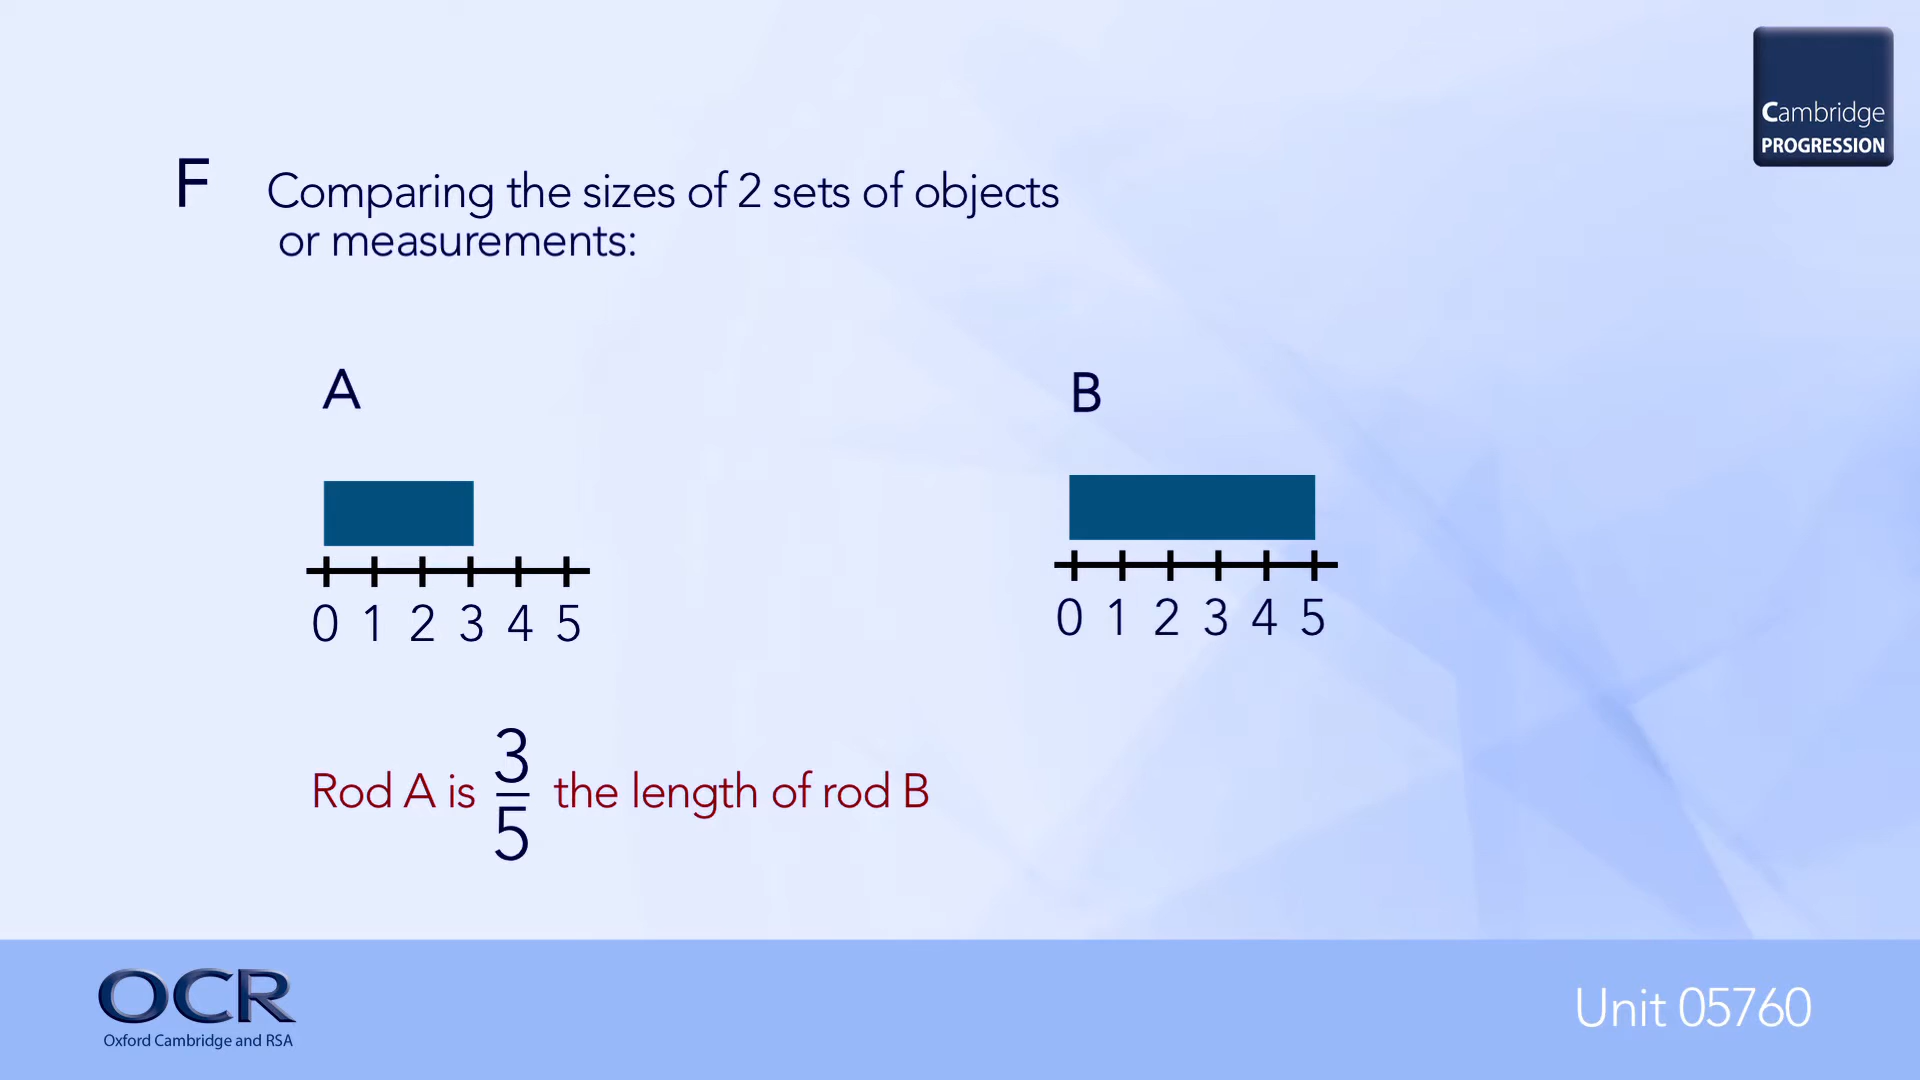 Cambridge
PROGRESSION
F Comparing the sizes of 2 sets of objects
or measurements:
A B
0 1 2 3 4 5 0 1 2 3 4 5
Rod A is 3/5 the length of rod B
OCR
Oxford Cambridge and RSA
Unit 05760